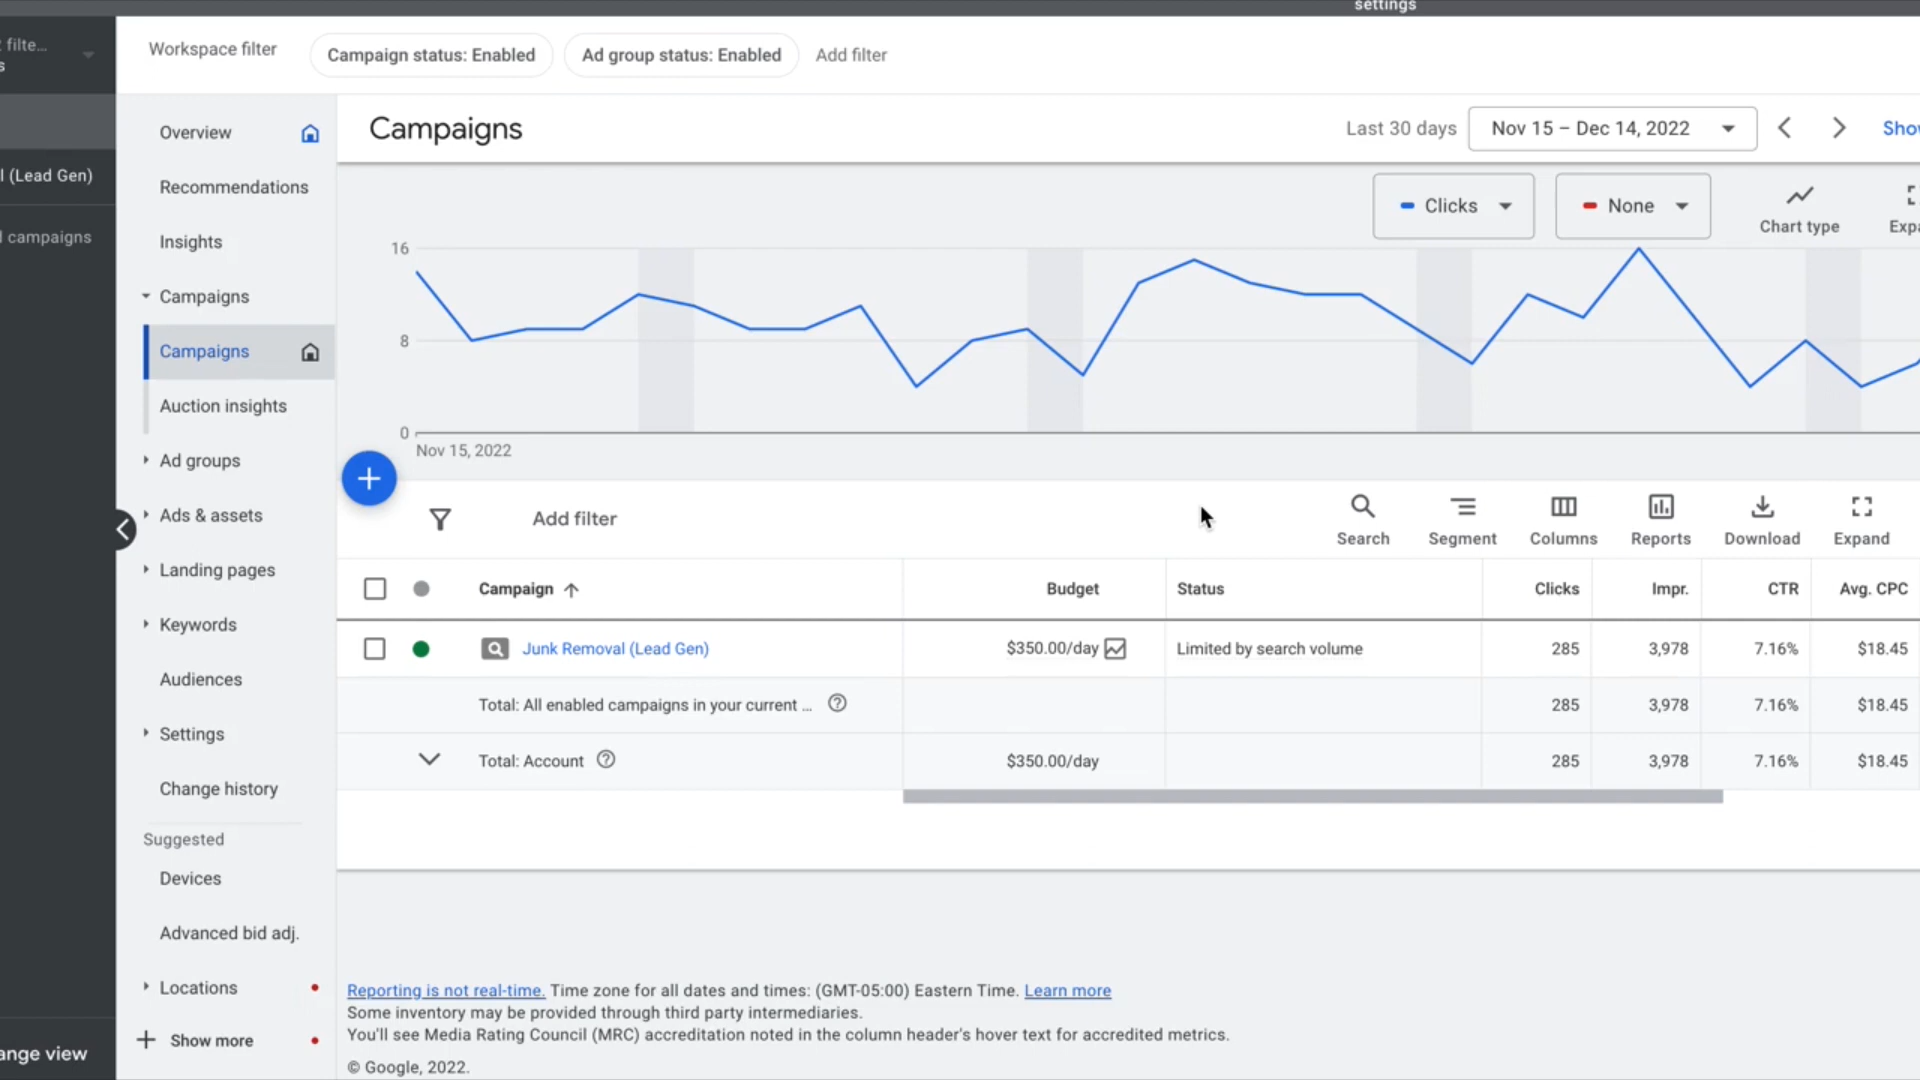 settings
filte...
s
Workspace filter
Campaign status: Enabled
Ad group status: Enabled
Add filter
l (Lead Gen)
campaigns
ange view
Overview
Recommendations
Insights
Campaigns
Campaigns
Auction insights
Ad groups
Ads & assets
Landing pages
Keywords
Audiences
Settings
Change history
Suggested
Devices
Advanced bid adj.
Locations
Show more
Campaigns
Last 30 days
Nov 15 – Dec 14, 2022
Sho
Clicks
None
Chart type
Expa
16
8
0
Nov 15, 2022
Add filter
Search
Segment
Columns
Reports
Download
Expand
Campaign Budget Status Clicks Impr. CTR Avg. CPC
Junk Removal (Lead Gen) $350.00/day Limited by search volume 285 3,978 7.16% $18.45
Total: All enabled campaigns in your current ... 285 3,978 7.16% $18.45
Total: Account $350.00/day 285 3,978 7.16% $18.45
Reporting is not real-time. Time zone for all dates and times: (GMT-05:00) Eastern Time. Learn more
Some inventory may be provided through third party intermediaries.
You'll see Media Rating Council (MRC) accreditation noted in the column header's hover text for accredited metrics.
© Google, 2022.